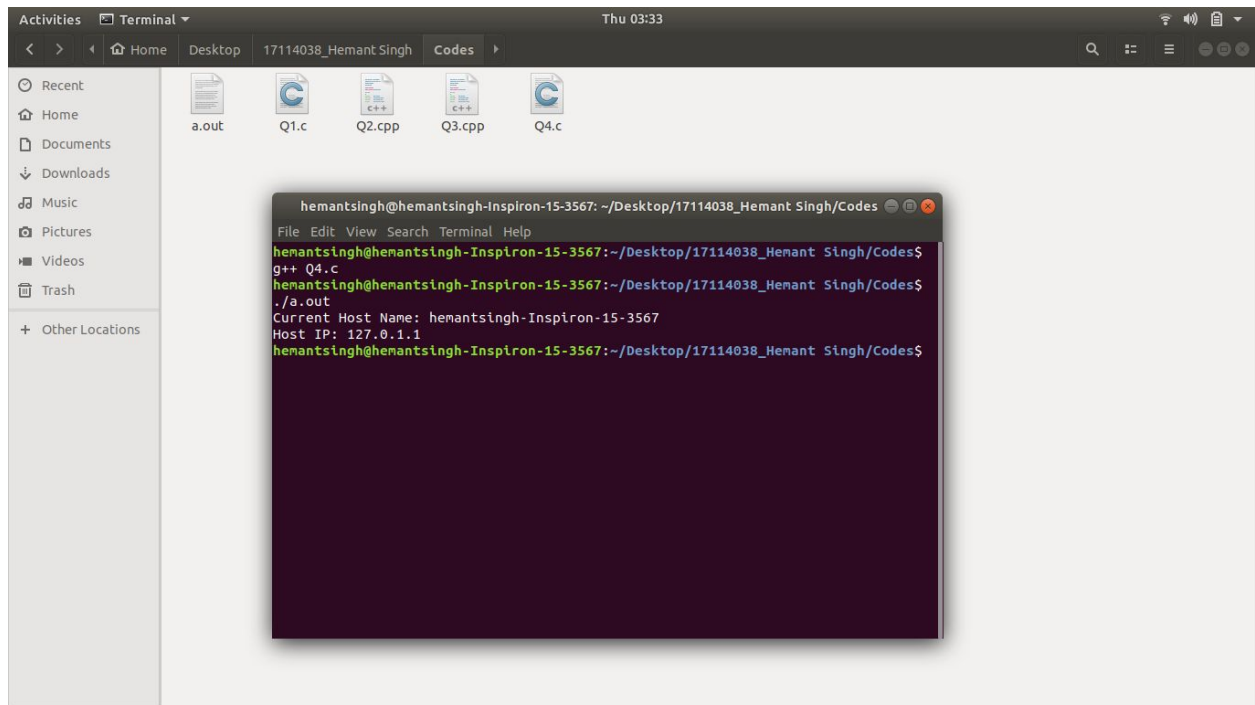 Activities Terminal Thu 03:33
Home Desktop 17114038_Hemant Singh Codes
Recent
Home
Documents
Downloads
Music
Pictures
Videos
Trash
+ Other Locations
a.out Q1.c Q2.cpp Q3.cpp Q4.c
hemantsingh@hemantsingh-Inspiron-15-3567: ~/Desktop/17114038_Hemant Singh/Codes
File Edit View Search Terminal Help
hemantsingh@hemantsingh-Inspiron-15-3567:~/Desktop/17114038_Hemant Singh/Codes$
g++ Q4.c
hemantsingh@hemantsingh-Inspiron-15-3567:~/Desktop/17114038_Hemant Singh/Codes$
./a.out
Current Host Name: hemantsingh-Inspiron-15-3567
Host IP: 127.0.1.1
hemantsingh@hemantsingh-Inspiron-15-3567:~/Desktop/17114038_Hemant Singh/Codes$